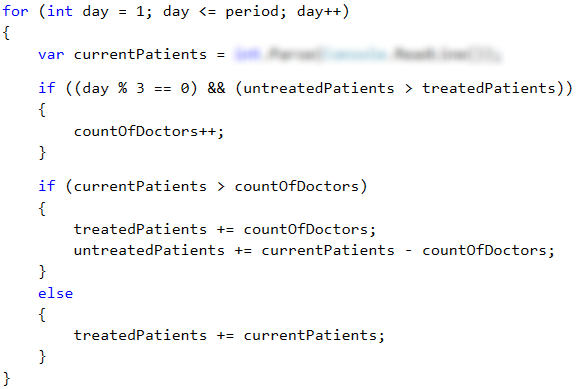 for (int day = 1; day <= period; day++)
{
var currentPatients =
if ((day % 3 == 0) && (untreatedPatients > treatedPatients))
{
countOfDoctors++;
}
if (currentPatients > countOfDoctors)
{
treatedPatients += countOfDoctors;
untreatedPatients += currentPatients - countOfDoctors;
}
else
{
treatedPatients += currentPatients;
}
}